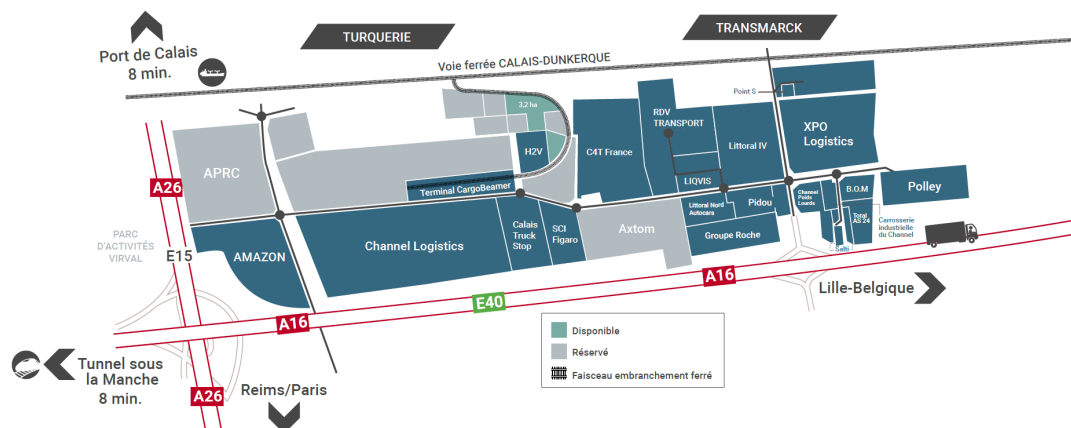 Port de Calais
8 min.
TURQUERIE
TRANSMARCK
Voie ferrée CALAIS-DUNKERQUE
Point S
3,2 ha
RDV
TRANSPORT
XPO
Logistics
A26
APRC
H2V
C4T France
Littoral IV
LIQVIS
Terminal CargoBeamer
Channel
Poids
Lourds
B.O.M
Polley
Littoral Nord
Autocars
Pidou
Total
AS 24
Carrosserie
industrielle
du Channel
Salti
PARC
D'ACTIVITÉS
VIRVAL
E15
AMAZON
Channel Logistics
Calais
Truck
Stop
SCI
Figaro
Axtom
Groupe Roche
A16
Lille-Belgique
E40
A16
Disponible
Réservé
Faisceau embranchement ferré
Tunnel sous
la Manche
8 min.
A26
Reims/Paris